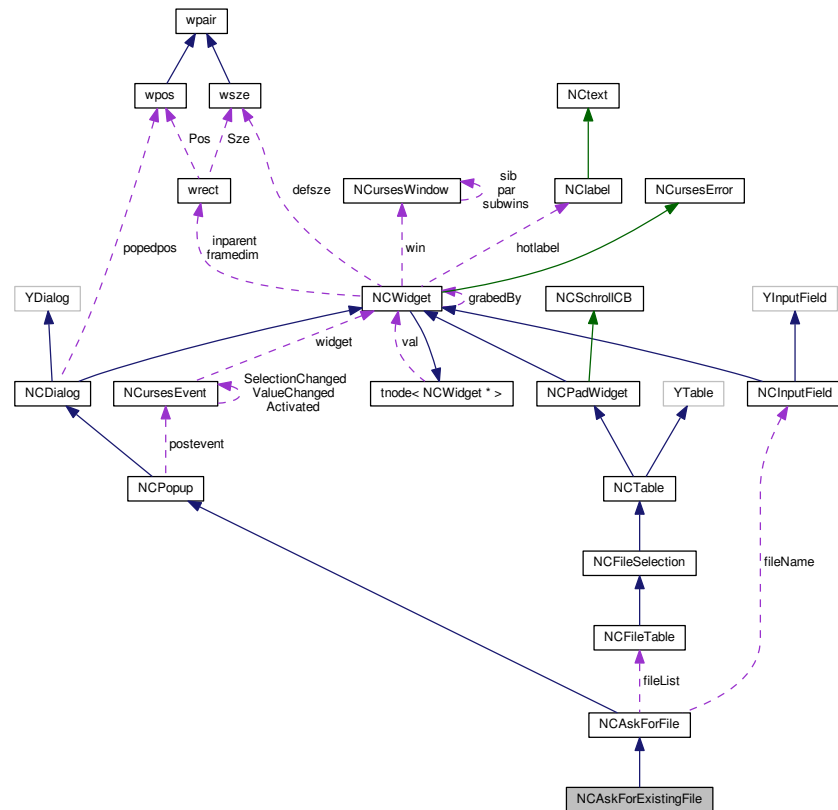 wpair
wpos
wsze
NCtext
Pos
Sze
wrect
defsze
NCursesWindow
sib
par
subwins
NClabel
NCursesError
popedpos
inparent
framedim
win
hotlabel
YDialog
NCWidget
grabedBy
NCSchrollCB
YInputField
widget
val
NCDialog
NCursesEvent
SelectionChanged
ValueChanged
Activated
tnode< NCWidget * >
NCPadWidget
YTable
NCInputField
postevent
NCPopup
NCTable
NCFileSelection
fileName
NCFileTable
fileList
NCAskForFile
NCAskForExistingFile